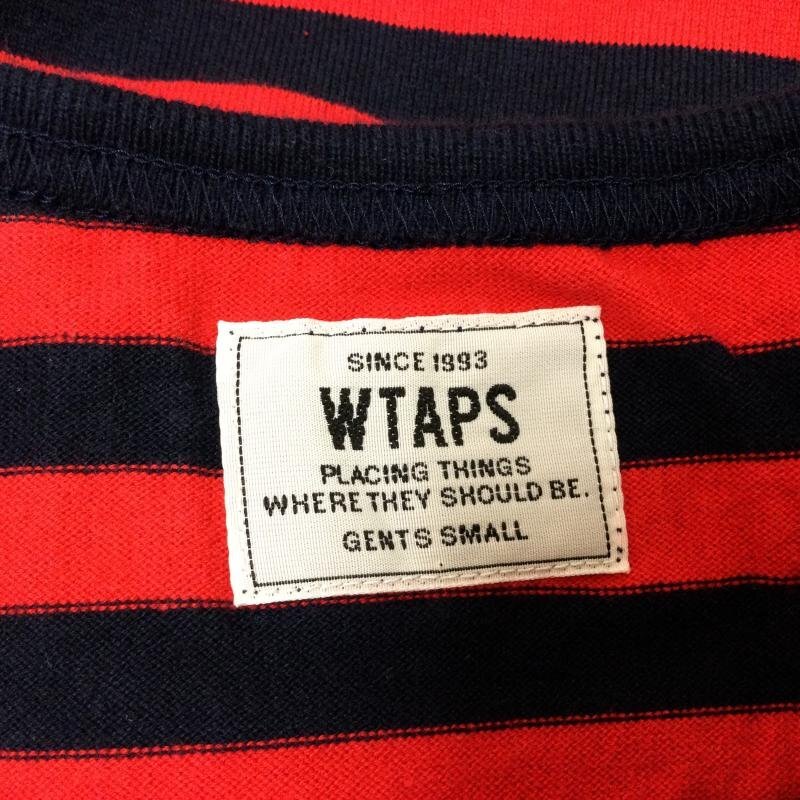 SINCE 1993
WTAPS
PLACING THINGS
WHERE THEY SHOULD BE.
GENTS SMALL